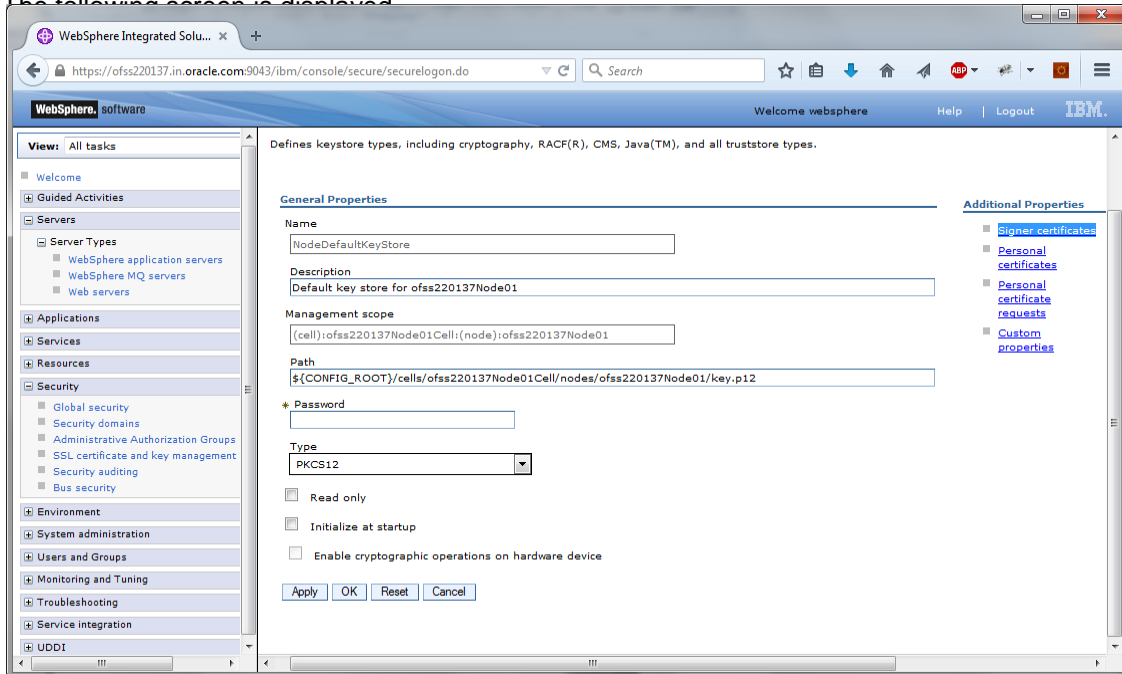 The following screen is displayed
WebSphere Integrated Solu... ×
https://ofss220137.in.oracle.com:9043/ibm/console/secure/securelogon.do
Search
ABP
WebSphere. software
Welcome websphere
Help | Logout
IBM.
View: All tasks
Welcome
Guided Activities
Servers
Server Types
WebSphere application servers
WebSphere MQ servers
Web servers
Applications
Services
Resources
Security
Global security
Security domains
Administrative Authorization Groups
SSL certificate and key management
Security auditing
Bus security
Environment
System administration
Users and Groups
Monitoring and Tuning
Troubleshooting
Service integration
UDDI
Defines keystore types, including cryptography, RACF(R), CMS, Java(TM), and all truststore types.
General Properties
Name
NodeDefaultKeyStore
Description
Default key store for ofss220137Node01
Management scope
(cell):ofss220137Node01Cell:(node):ofss220137Node01
Path
${CONFIG_ROOT}/cells/ofss220137Node01Cell/nodes/ofss220137Node01/key.p12
* Password
Type
PKCS12
Read only
Initialize at startup
Enable cryptographic operations on hardware device
Apply OK Reset Cancel
Additional Properties
Signer certificates
Personal
certificates
Personal
certificate
requests
Custom
properties